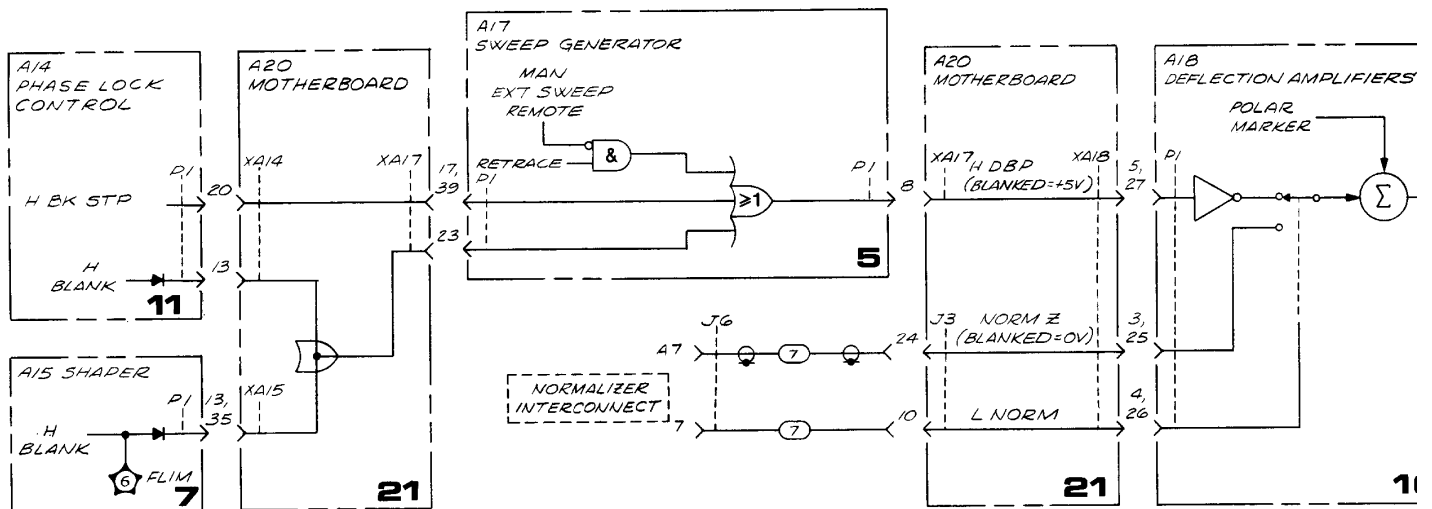 A14
PHASE LOCK
CONTROL
P1
20
H BK STP
13
H
BLANK
11
A15 SHAPER
P1
13,
35
H
BLANK
6
FLIM
7
A20
MOTHERBOARD
XA14
XA17
17,
39
23
XA15
21
A17
SWEEP GENERATOR
MAN
EXT SWEEP
REMOTE
&
RETRACE
P1
≥1
P1
8
5
J6
A7
7
24
NORMALIZER
INTERCONNECT
7
7
10
A20
MOTHERBOARD
XA17
XA18
H DBP
(BLANKED=+5V)
5,
27
J3
NORM Z
(BLANKED=0V)
3,
25
L NORM
4,
26
21
A18
DEFLECTION AMPLIFIERS
POLAR
MARKER
P1
Σ